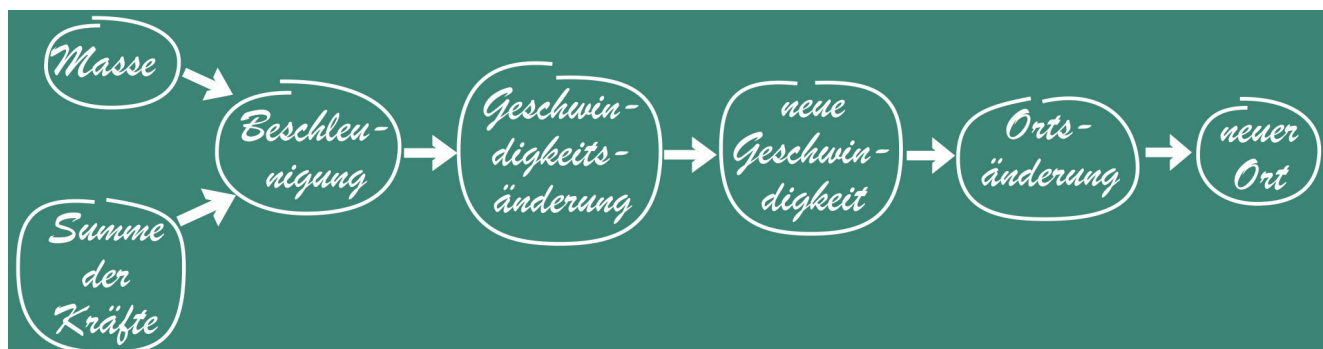 Masse
Summe
der
Kräfte
Beschleu-
nigung
Geschwin-
digkeits-
änderung
neue
Geschwin-
digkeit
Orts-
änderung
neuer
Ort